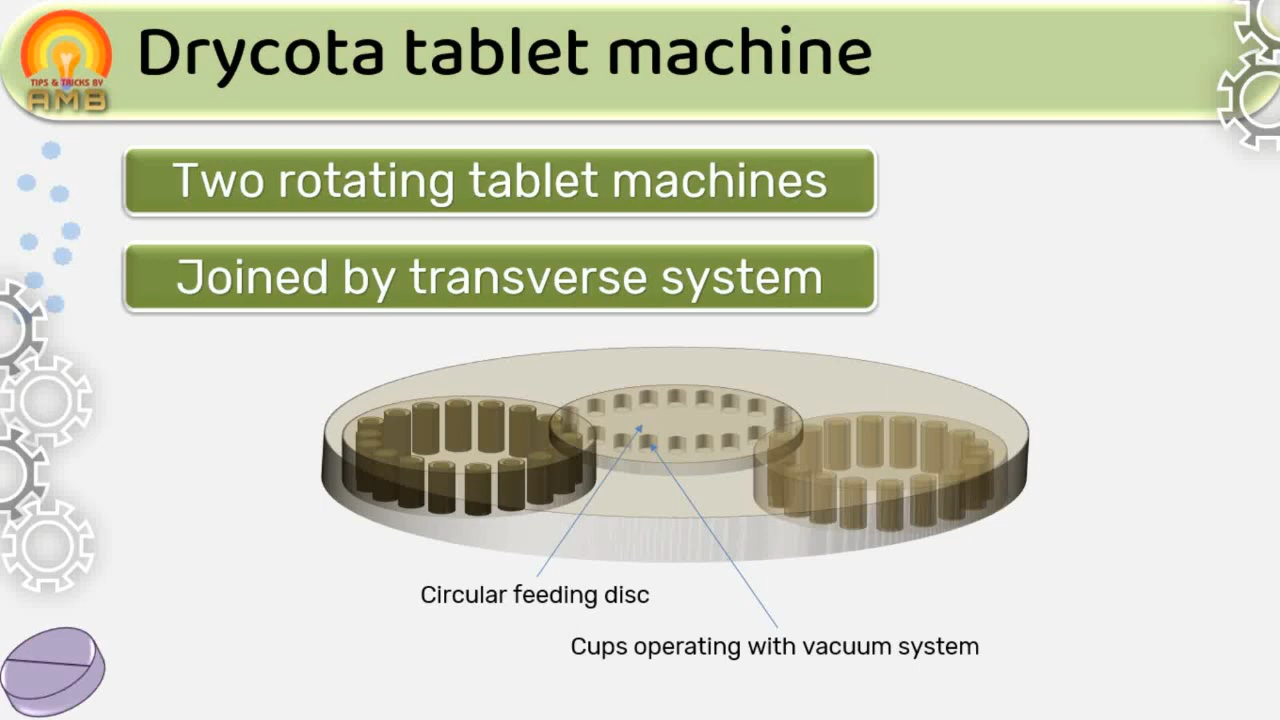 Drycota tablet machine
TIPS & TRICKS BY
AMB
Two rotating tablet machines
Joined by transverse system
Circular feeding disc
Cups operating with vacuum system